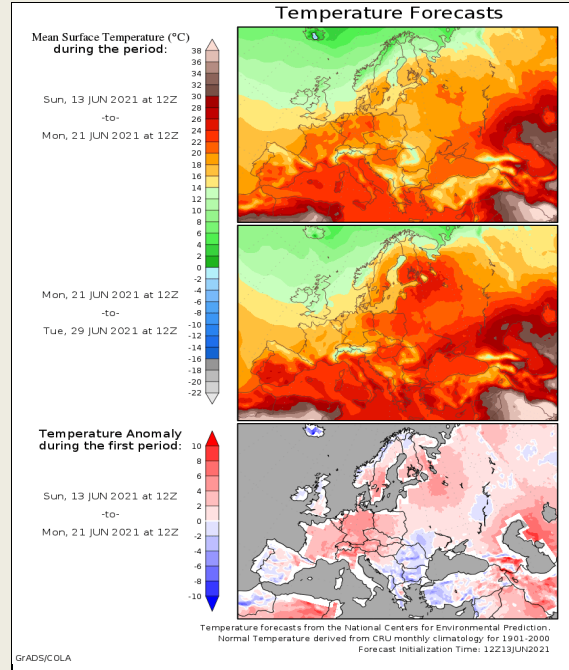 Temperature Forecasts
Mean Surface Temperature (°C)
during the period:
Sun, 13 JUN 2021 at 12Z
-to-
Mon, 21 JUN 2021 at 12Z
38
36
34
32
30
28
26
24
22
20
18
16
14
12
10
8
6
4
2
0
-2
-4
-6
-8
-10
-12
-14
-16
-18
-20
-22
Mon, 21 JUN 2021 at 12Z
-to-
Tue, 29 JUN 2021 at 12Z
Temperature Anomaly
during the first period:
Sun, 13 JUN 2021 at 12Z
-to-
Mon, 21 JUN 2021 at 12Z
10
8
6
4
2
0
-2
-4
-6
-8
-10
Temperature forecasts from the National Centers for Environmental Prediction.
Normal Temperature derived from CRU monthly climatology for 1901-2000
Forecast Initialization Time: 12Z13JUN2021
GrADS/COLA